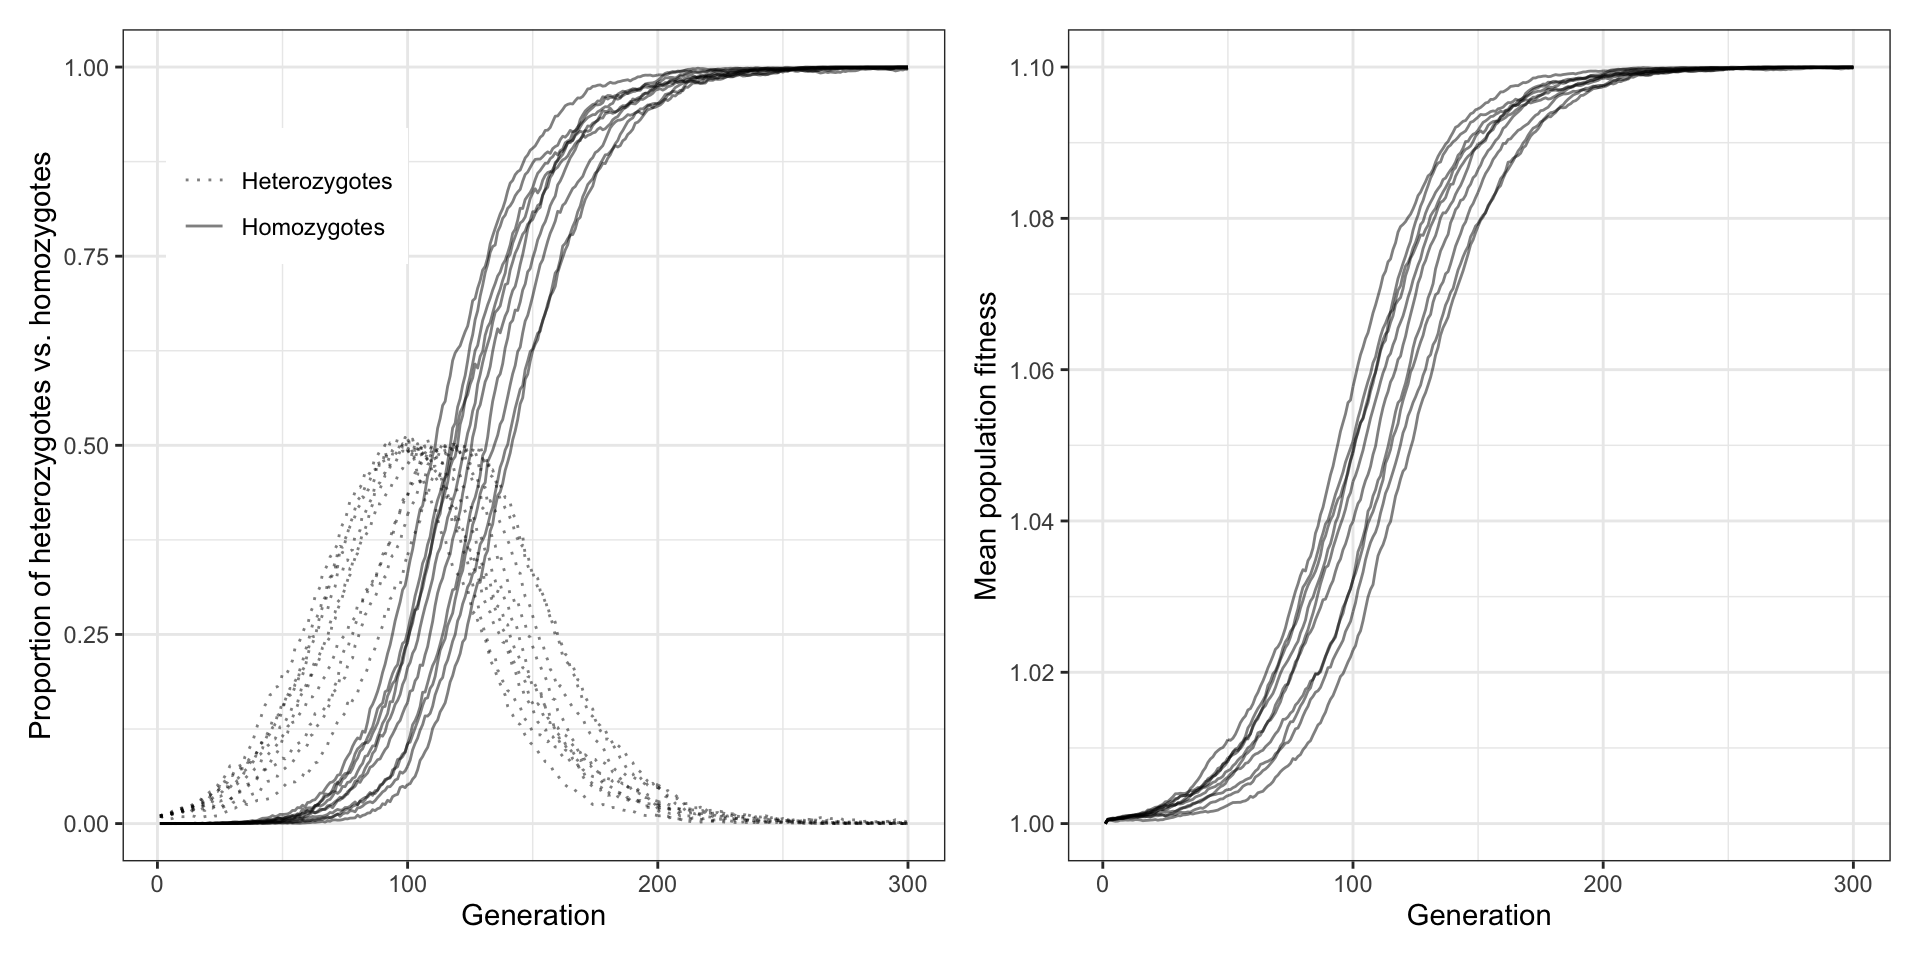 Proportion of heterozygotes vs. homozygotes
1.00
0.75
0.50
0.25
0.00
Heterozygotes
Homozygotes
0 100 200 300
Generation
Mean population fitness
1.10
1.08
1.06
1.04
1.02
1.00
0 100 200 300
Generation